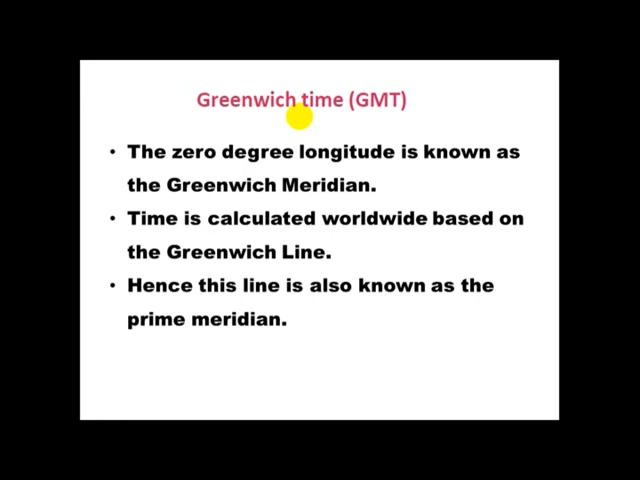 Greenwich time (GMT)
• The zero degree longitude is known as
the Greenwich Meridian.
• Time is calculated worldwide based on
the Greenwich Line.
• Hence this line is also known as the
prime meridian.